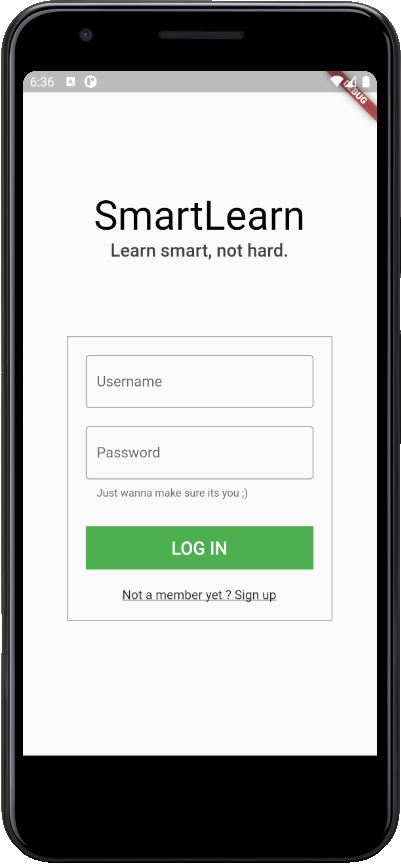 6:36
DEBUG
SmartLearn
Learn smart, not hard.
Username
Password
Just wanna make sure its you ;)
LOG IN
Not a member yet ? Sign up